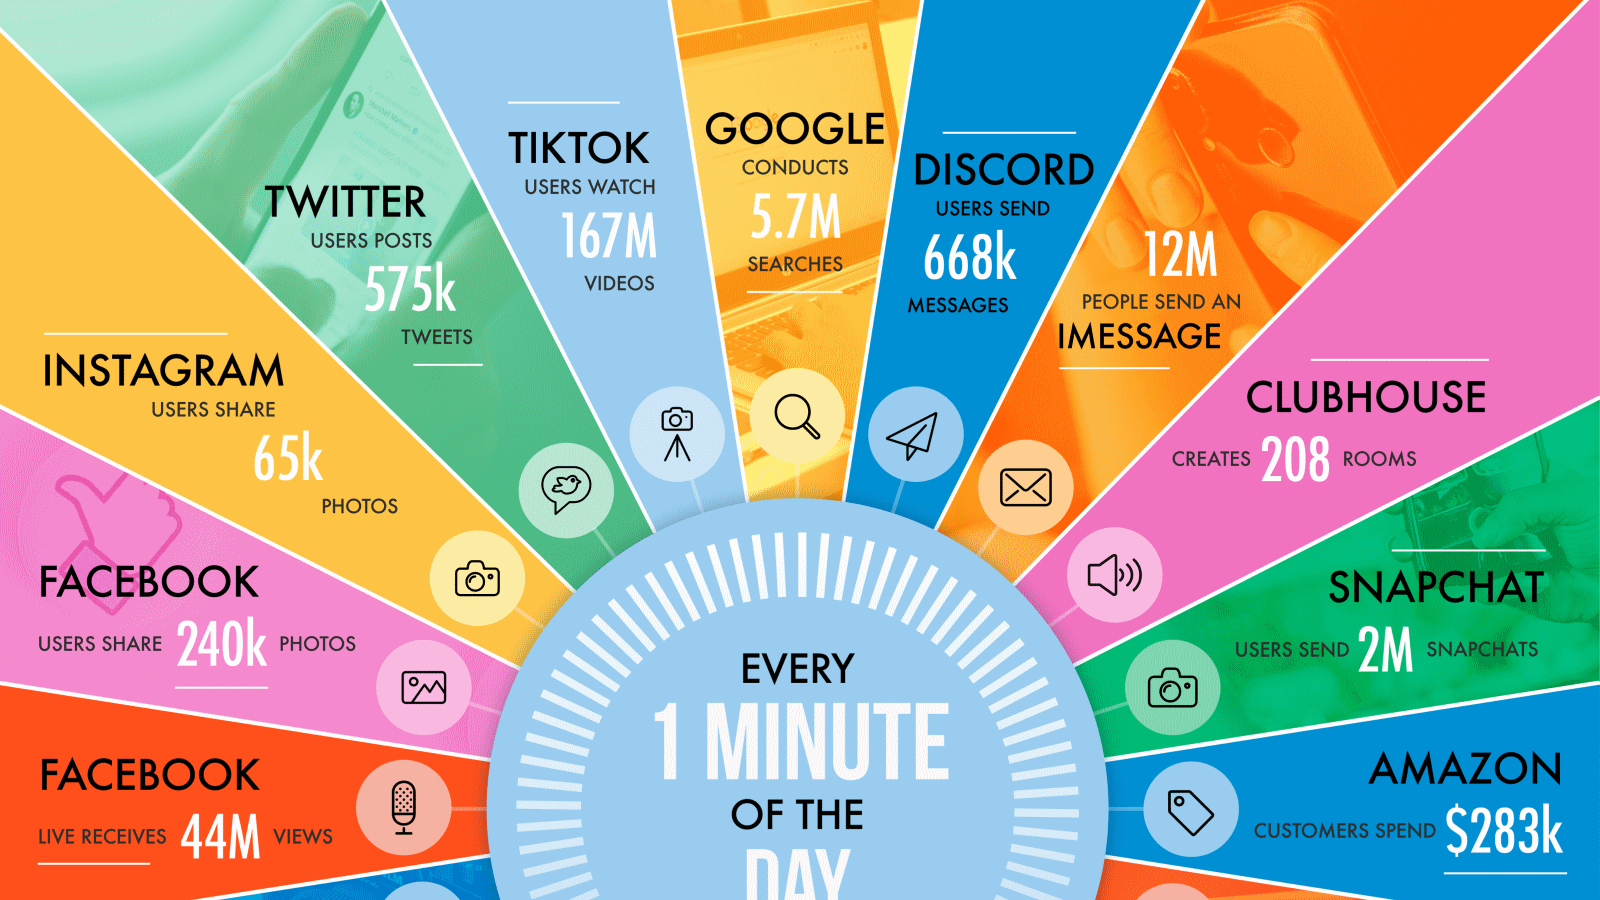 FACEBOOK
LIVE RECEIVES 44M VIEWS
FACEBOOK
USERS SHARE 240k PHOTOS
INSTAGRAM
USERS SHARE
65k
PHOTOS
TWITTER
USERS POSTS
575k
TWEETS
TIKTOK
USERS WATCH
167M
VIDEOS
GOOGLE
CONDUCTS
5.7M
SEARCHES
DISCORD
USERS SEND
668k
MESSAGES
12M
PEOPLE SEND AN
IMESSAGE
CLUBHOUSE
CREATES 208 ROOMS
SNAPCHAT
USERS SEND 2M SNAPCHATS
AMAZON
CUSTOMERS SPEND $283k
EVERY
1 MINUTE
OF THE
DAY